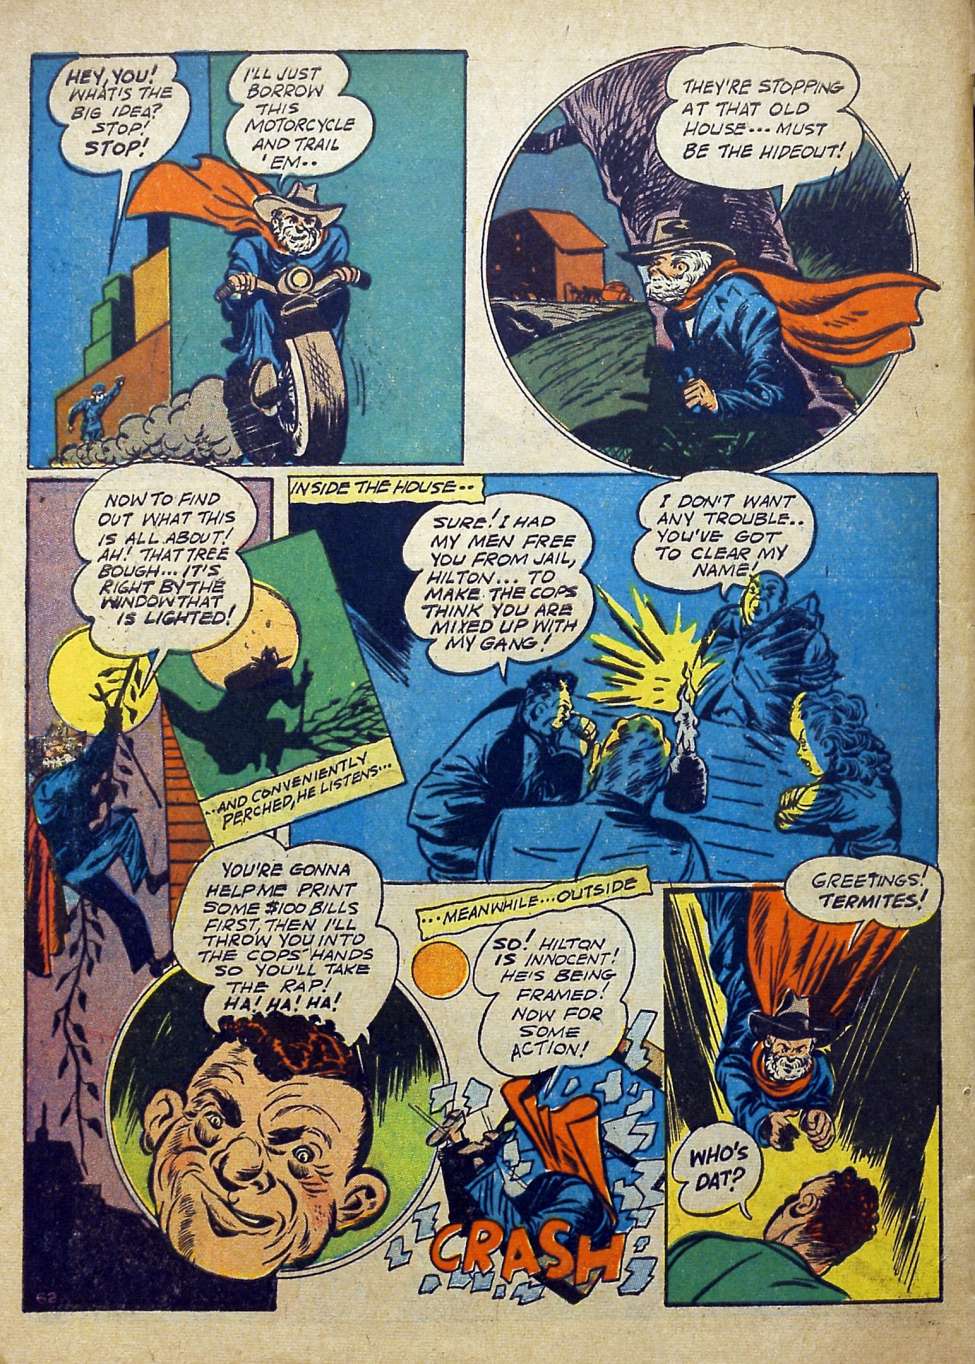 HEY, YOU!
WHAT'S THE
BIG IDEA?
STOP!
STOP!
I'LL JUST
BORROW
THIS
MOTORCYCLE
AND TRAIL
'EM--
THEY'RE STOPPING
AT THAT OLD
HOUSE--- MUST
BE THE HIDEOUT!
NOW TO FIND
OUT WHAT THIS
IS ALL ABOUT!
AH! THAT TREE
BOUGH... IT'S
RIGHT BY THE
WINDOW THAT
IS LIGHTED!
...AND CONVENIENTLY
PERCHED, HE LISTENS...
INSIDE THE HOUSE--
SURE! I HAD
MY MEN FREE
YOU FROM JAIL,
HILTON... TO
MAKE THE COPS
THINK YOU ARE
MIXED UP WITH
MY GANG!
I DON'T WANT
ANY TROUBLE..
YOU'VE GOT
TO CLEAR MY
NAME!
YOU'RE GONNA
HELP ME PRINT
SOME $100 BILLS
FIRST, THEN I'LL
THROW YOU INTO
THE COPS' HANDS
SO YOU'LL TAKE
THE RAP!
HA! HA! HA!
...MEANWHILE...OUTSIDE
SO! HILTON
IS INNOCENT!
HE'S BEING
FRAMED!
NOW FOR
SOME
ACTION!
CRASH
GREETINGS!
TERMITES!
WHO'S
DAT?
62